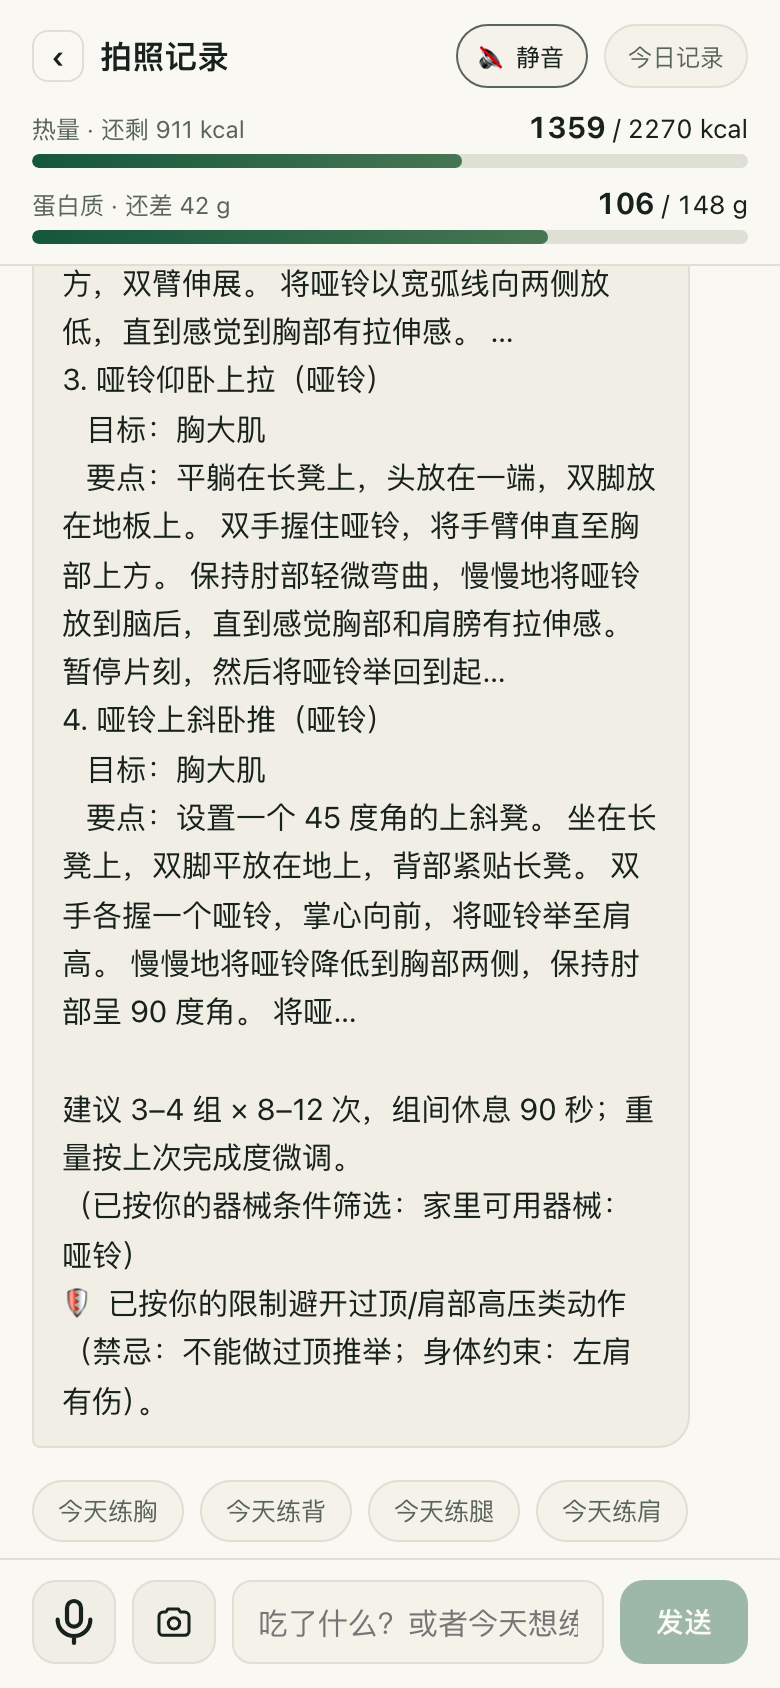 ‹ 拍照记录 静音 今日记录
热量 · 还剩 911 kcal 1359 / 2270 kcal
蛋白质 · 还差 42 g 106 / 148 g
方，双臂伸展。 将哑铃以宽弧线向两侧放
低，直到感觉到胸部有拉伸感。 ...
3. 哑铃仰卧上拉（哑铃）
目标：胸大肌
要点：平躺在长凳上，头放在一端，双脚放
在地板上。 双手握住哑铃，将手臂伸直至胸
部上方。 保持肘部轻微弯曲，慢慢地将哑铃
放到脑后，直到感觉胸部和肩膀有拉伸感。
暂停片刻，然后将哑铃举回到起...
4. 哑铃上斜卧推（哑铃）
目标：胸大肌
要点：设置一个 45 度角的上斜凳。 坐在长
凳上，双脚平放在地上，背部紧贴长凳。 双
手各握一个哑铃，掌心向前，将哑铃举至肩
高。 慢慢地将哑铃降低到胸部两侧，保持肘
部呈 90 度角。 将哑...
建议 3–4 组 × 8–12 次，组间休息 90 秒；重
量按上次完成度微调。
（已按你的器械条件筛选：家里可用器械：
哑铃）
已按你的限制避开过顶/肩部高压类动作
（禁忌：不能做过顶推举；身体约束：左肩
有伤）。
今天练胸 今天练背 今天练腿 今天练肩
吃了什么？或者今天想练 发送